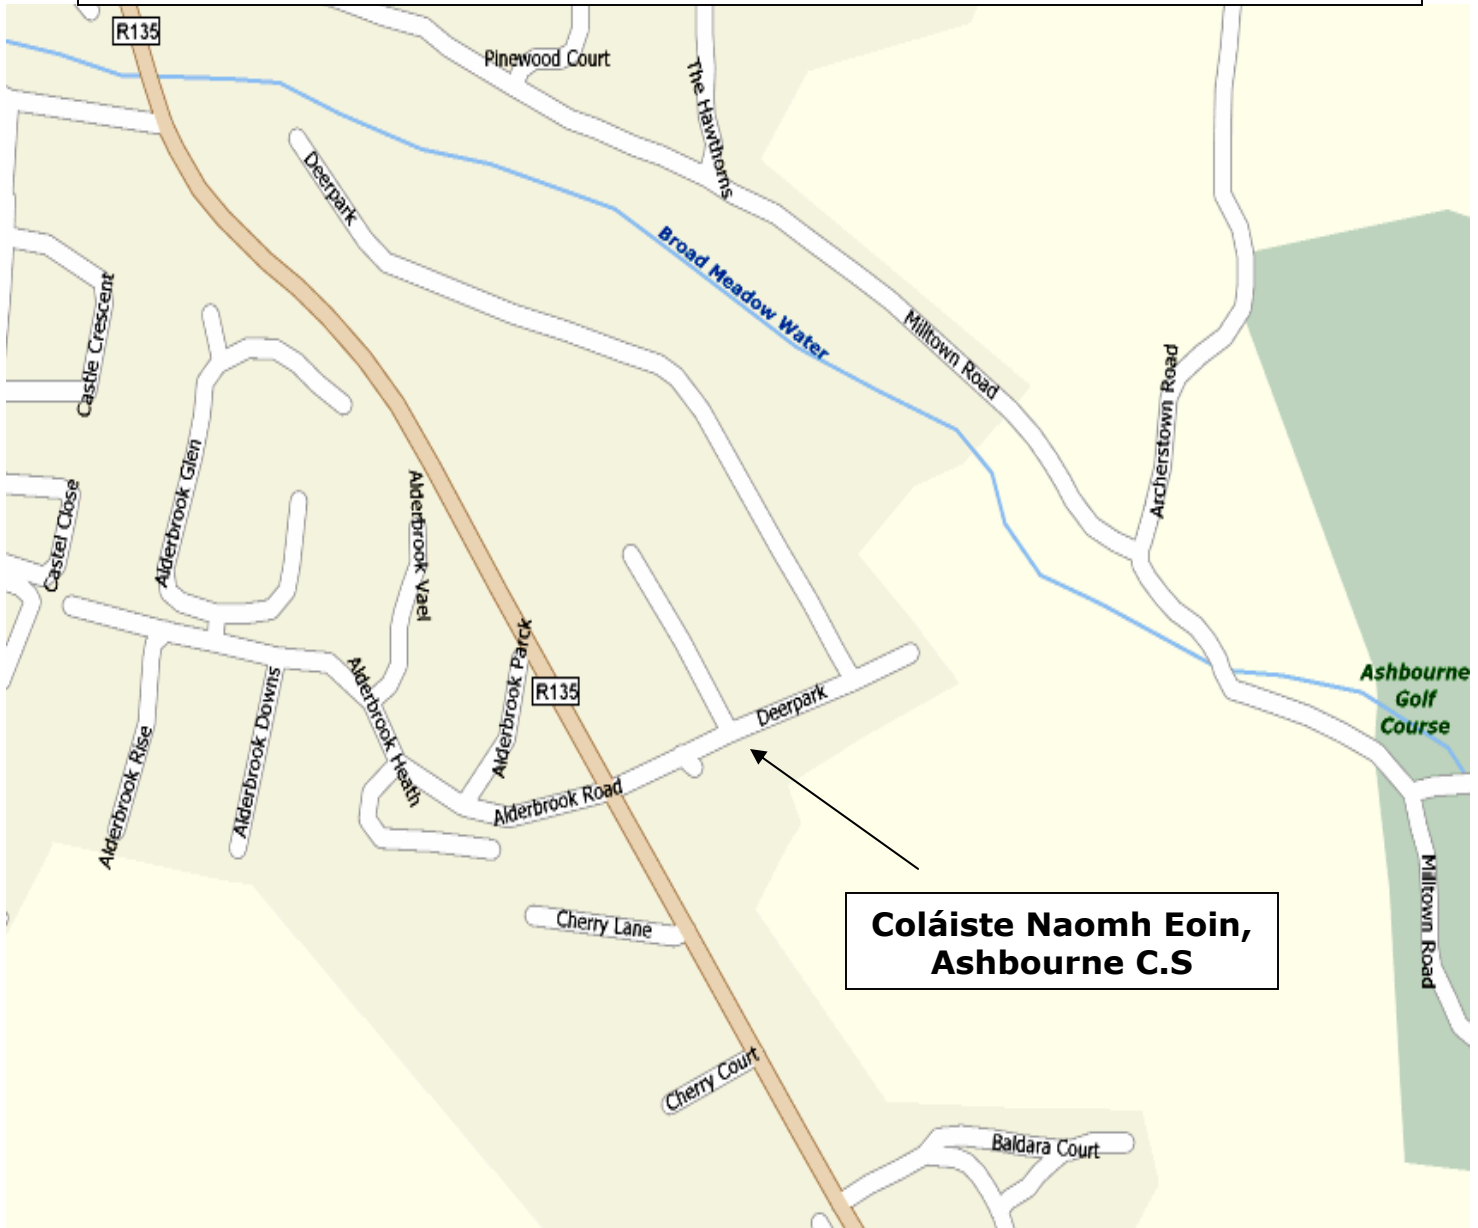 R135
Pinewood Court
The Hawthorns
Deerpark
Broad Meadow Water
Castle Crescent
Milltown Road
Archerstown Road
Alderbrook Glen
Castel Close
Alderbrook Vael
Alderbrook Parck
R135
Ashbourne
Golf
Course
Alderbrook Heath
Alderbrook Downs
Alderbrook Rise
Deerpark
Alderbrook Road
Cherry Lane
Coláiste Naomh Eoin,
Ashbourne C.S
Milltown Road
Cherry Court
Baldara Court